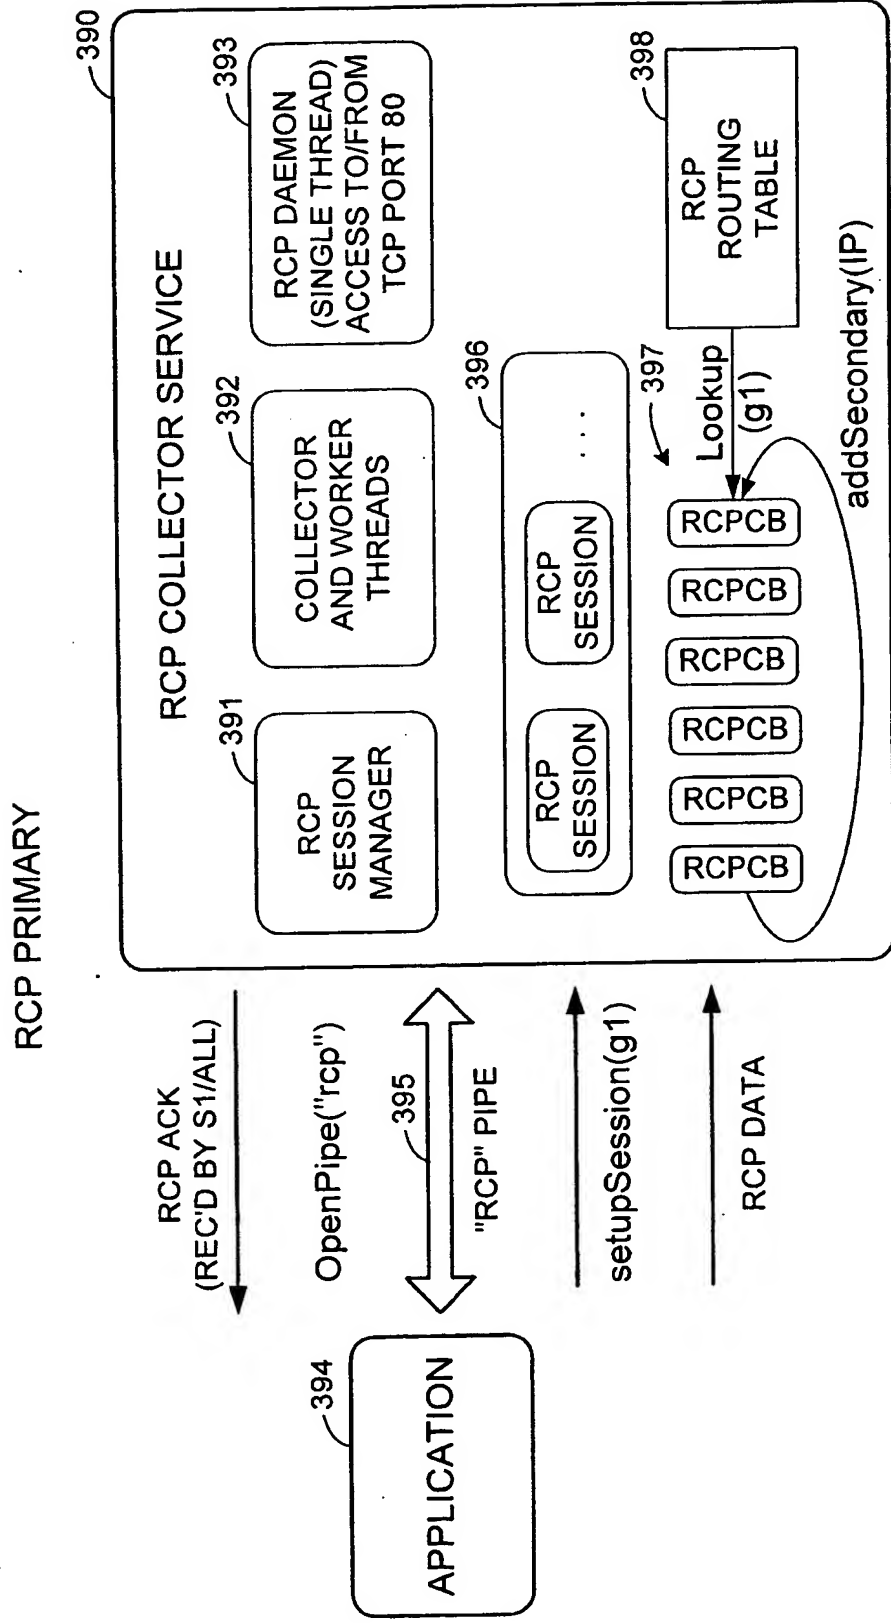 RCP PRIMARY
390
RCP COLLECTOR SERVICE
391
RCP
SESSION
MANAGER
392
COLLECTOR
AND WORKER
THREADS
393
RCP DAEMON
(SINGLE THREAD)
ACCESS TO/FROM
TCP PORT 80
RCP ACK
(REC'D BY S1/ALL)
OpenPipe("rcp")
395
"RCP" PIPE
setupSession(g1)
RCP DATA
394
APPLICATION
396
RCP
SESSION
RCP
SESSION
. . .
397
RCPCB
RCPCB
RCPCB
RCPCB
RCPCB
RCPCB
Lookup
(g1)
398
RCP
ROUTING
TABLE
addSecondary(IP)